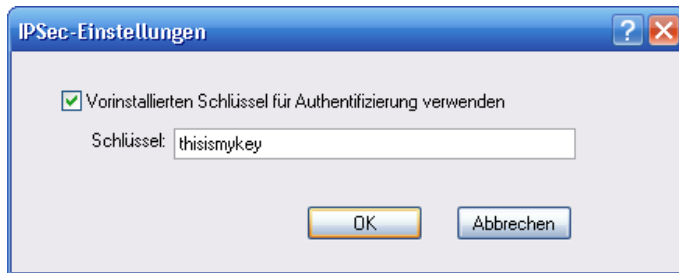 IPSec-Einstellungen
Vorinstallierten Schlüssel für Authentifizierung verwenden
Schlüssel: thisismykey
OK Abbrechen